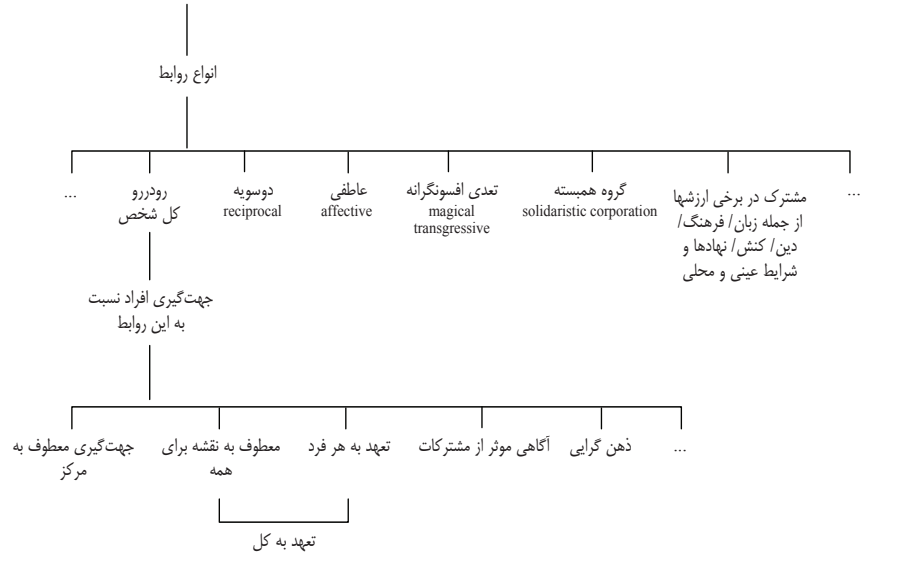 انواع روابط
...
مشترک در برخی ارزشها
از جمله زبان/ فرهنگ/
دین/ کنش/ نهادها و
شرایط عینی و محلی
گروه همبسته
solidaristic corporation
تعدی افسونگرانه
magical
transgressive
عاطفی
affective
دوسویه
reciprocal
رودررو
کل شخص
...
جهت‌گیری افراد نسبت
به این روابط
...
ذهن گرایی
آگاهی موثر از مشترکات
تعهد به هر فرد
معطوف به نقشه برای
همه
جهت‌گیری معطوف به
مرکز
تعهد به کل